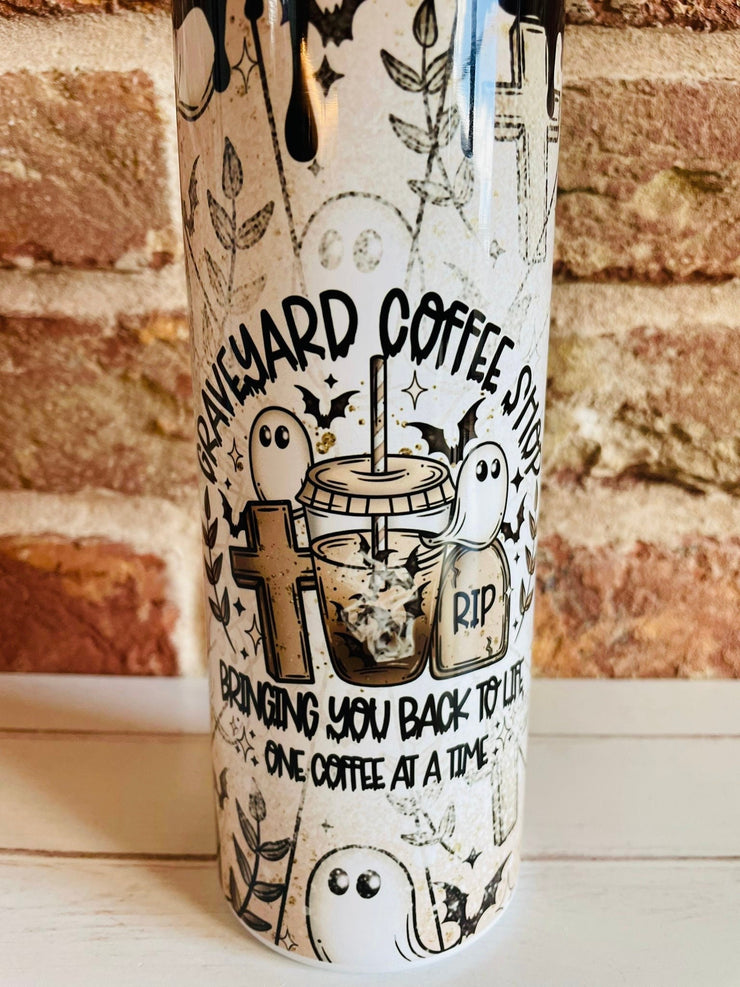 GRAVEYARD COFFEE SHOP
RIP
BRINGING YOU BACK TO LIFE
ONE COFFEE AT A TIME